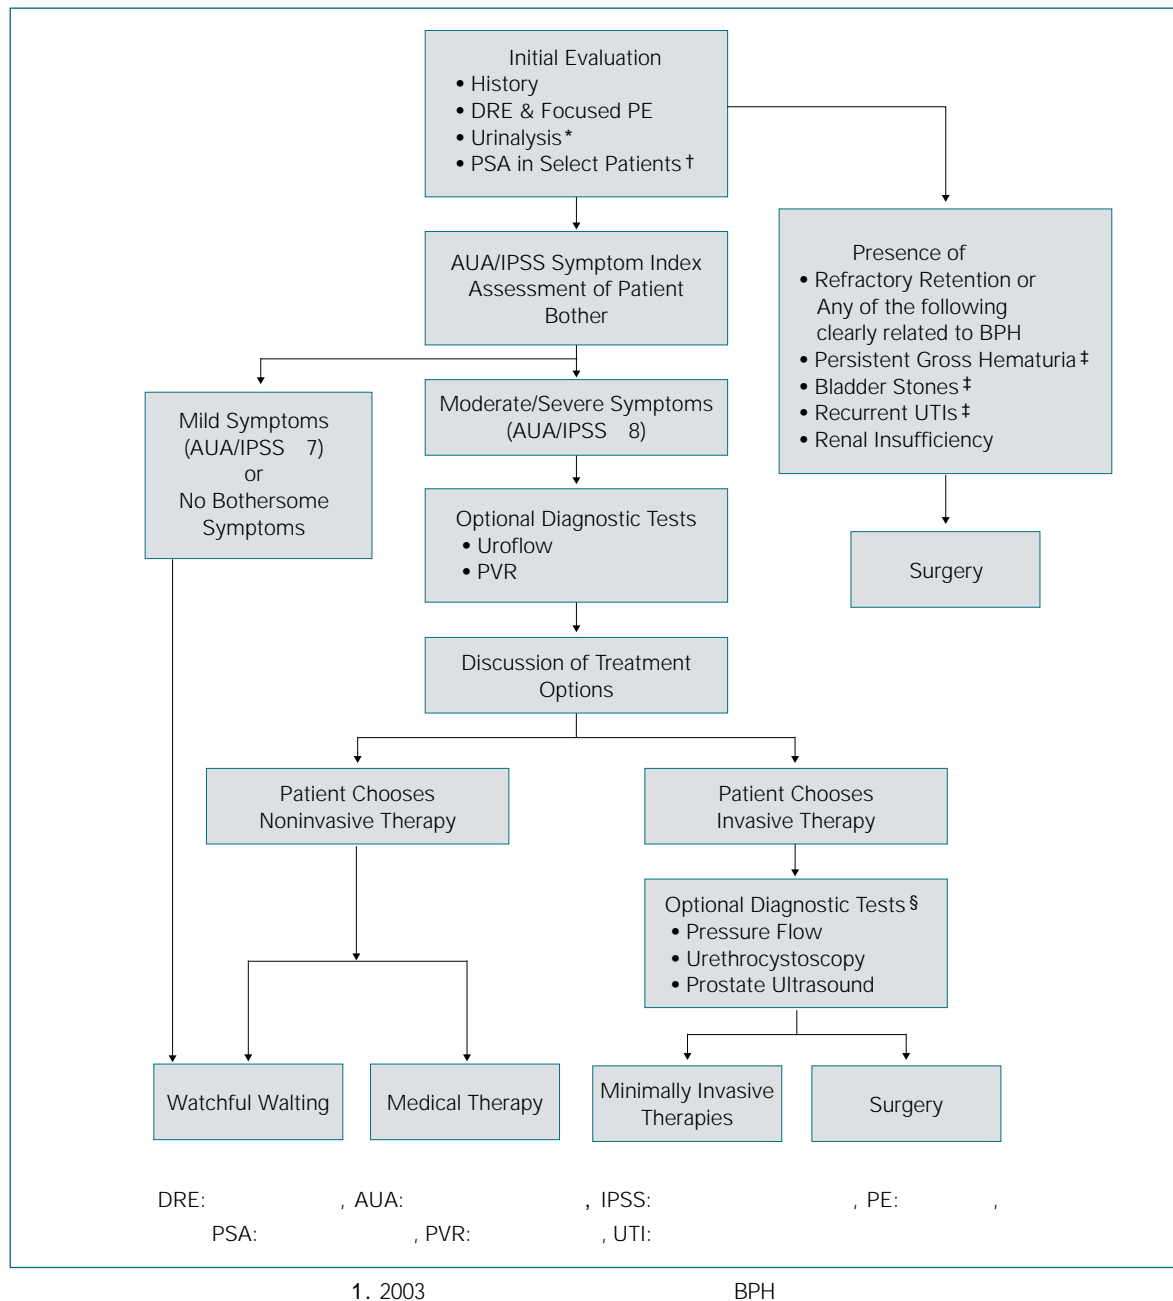 Initial Evaluation
• History
• DRE & Focused PE
• Urinalysis*
• PSA in Select Patients†
AUA/IPSS Symptom Index
Assessment of Patient
Bother
Presence of
• Refractory Retention or
Any of the following
clearly related to BPH
• Persistent Gross Hematuria‡
• Bladder Stones‡
• Recurrent UTIs‡
• Renal Insufficiency
Mild Symptoms
(AUA/IPSS 7)
or
No Bothersome
Symptoms
Moderate/Severe Symptoms
(AUA/IPSS 8)
Optional Diagnostic Tests
• Uroflow
• PVR
Surgery
Discussion of Treatment
Options
Patient Chooses
Noninvasive Therapy
Patient Chooses
Invasive Therapy
Optional Diagnostic Tests§
• Pressure Flow
• Urethrocystoscopy
• Prostate Ultrasound
Watchful Walting
Medical Therapy
Minimally Invasive
Therapies
Surgery
DRE: , AUA: , IPSS: , PE: ,
PSA: , PVR: , UTI:
1. 2003 BPH